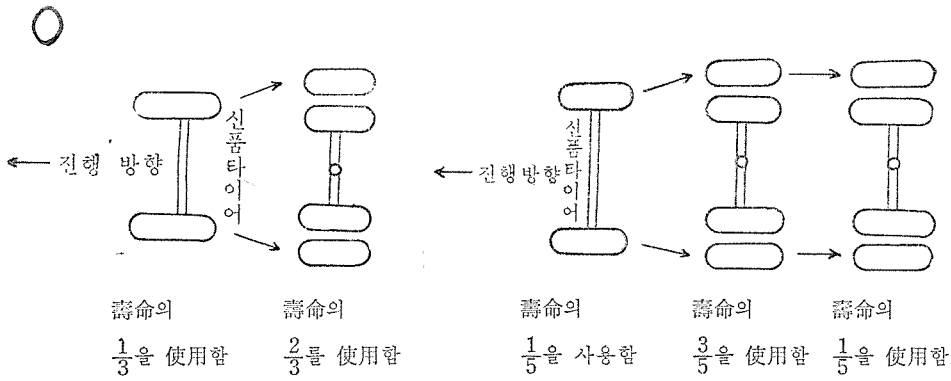 신품타이어
← 진행 방향
壽命의
1/3을 使用함
壽命의
2/3를 使用함
신품타이어
← 진행방향
壽命의
1/5을 사용함
壽命의
3/5을 使用함
壽命의
1/5을 使用함